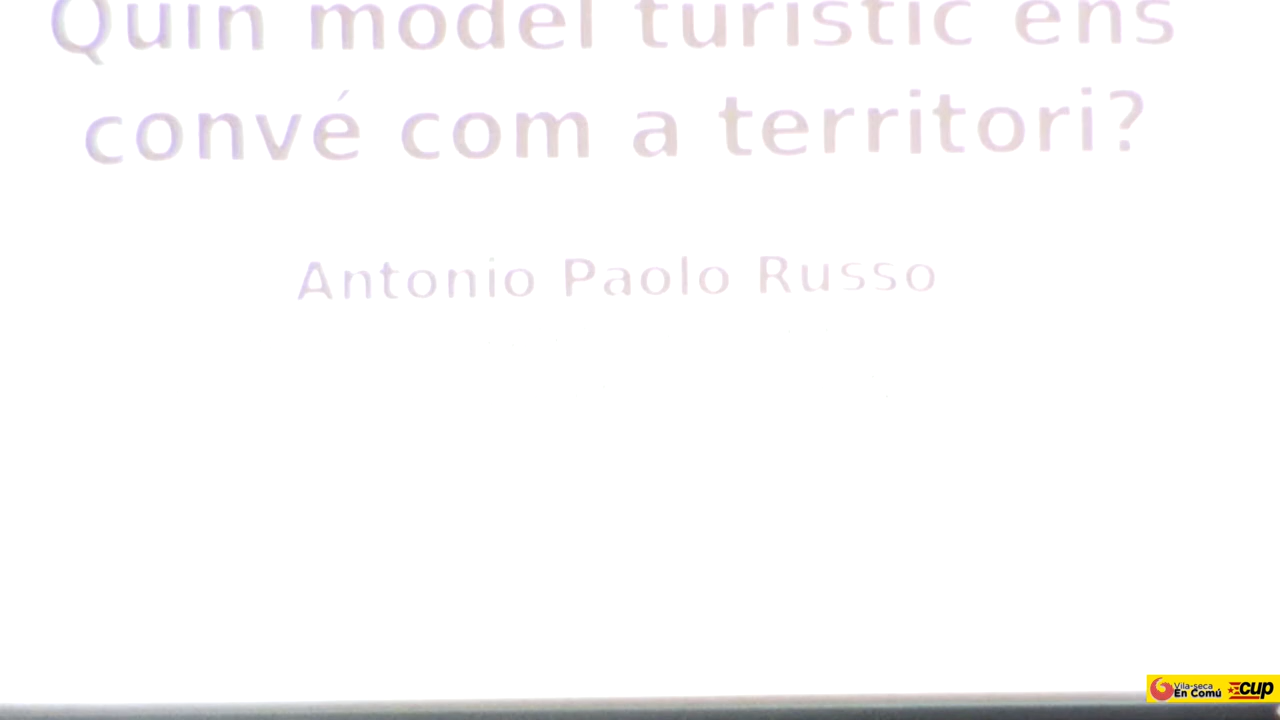 Quin model turístic ens
convé com a territori?
Antonio Paolo Russo
Vila-seca
En Comú
CUP